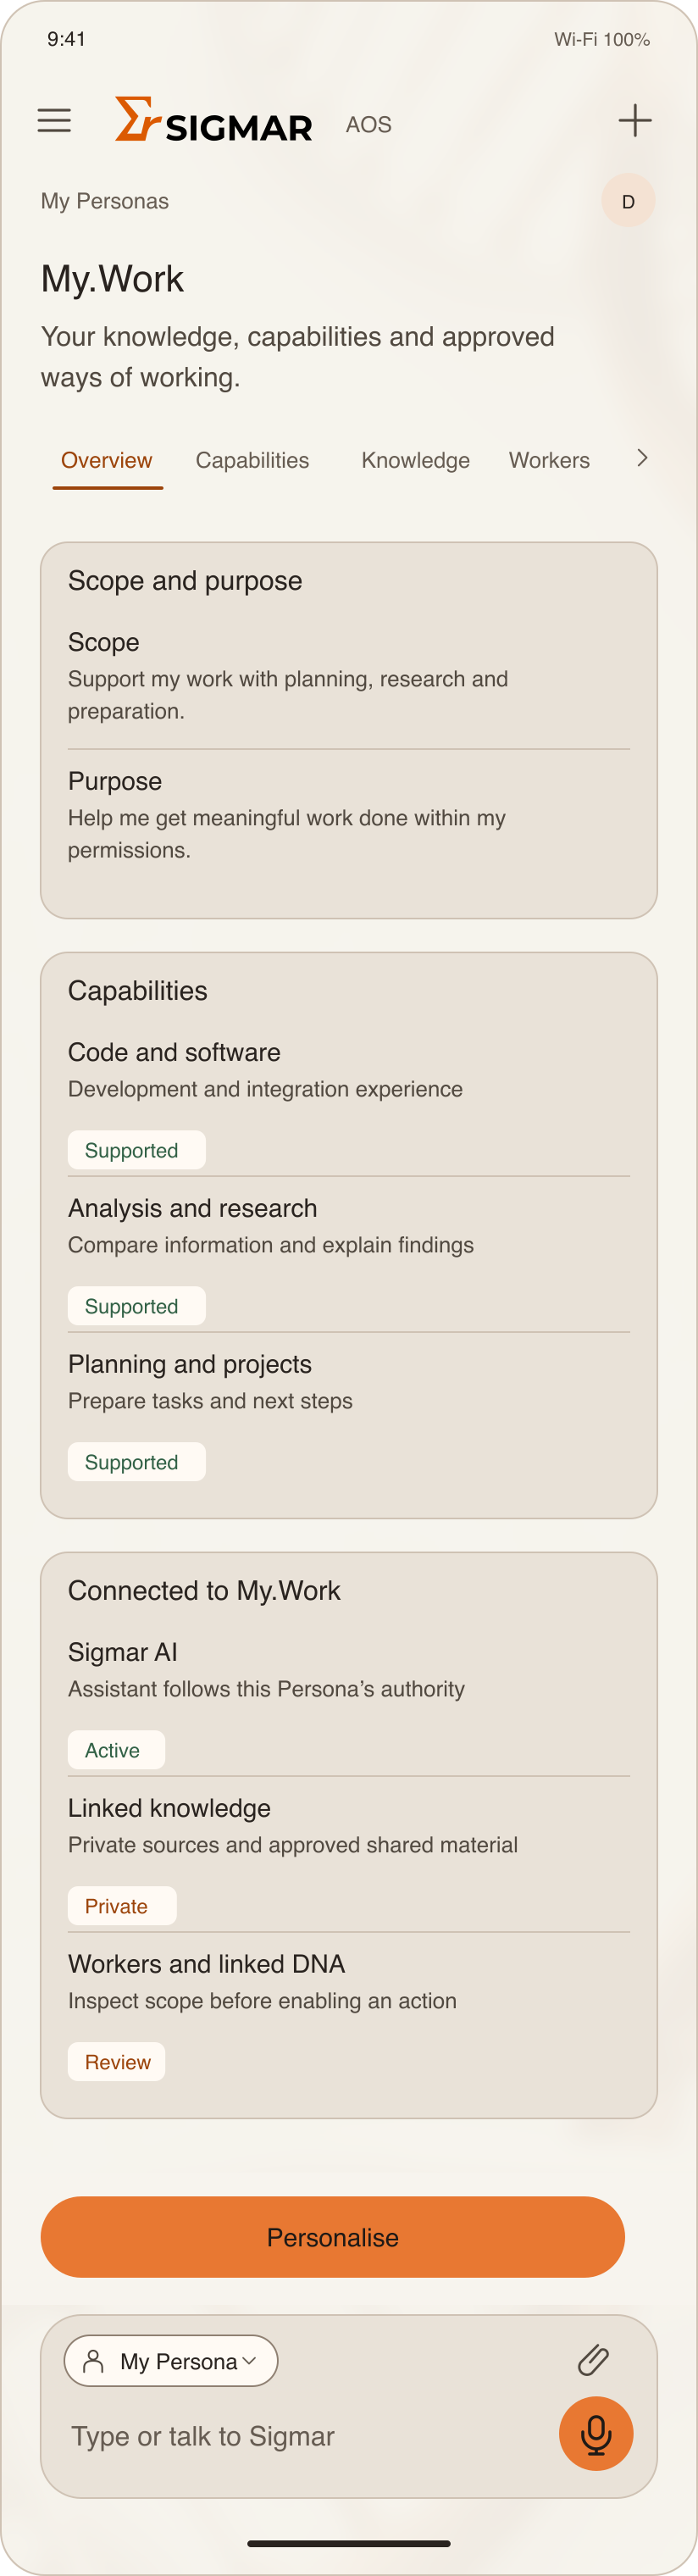 9:41
Wi-Fi 100%
Σr SIGMAR AOS
My Personas
D
My.Work
Your knowledge, capabilities and approved
ways of working.
Overview Capabilities Knowledge Workers
Scope and purpose
Scope
Support my work with planning, research and
preparation.
Purpose
Help me get meaningful work done within my
permissions.
Capabilities
Code and software
Development and integration experience
Supported
Analysis and research
Compare information and explain findings
Supported
Planning and projects
Prepare tasks and next steps
Supported
Connected to My.Work
Sigmar AI
Assistant follows this Persona’s authority
Active
Linked knowledge
Private sources and approved shared material
Private
Workers and linked DNA
Inspect scope before enabling an action
Review
Personalise
My Persona
Type or talk to Sigmar